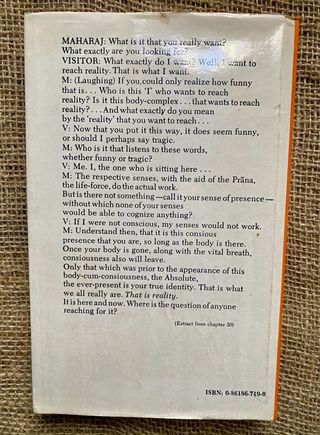 MAHARAJ: What is it that you really want?
What exactly are you looking for?
VISITOR: What exactly do I want? Well, I want to
reach reality. That is what I want.
M: (Laughing) If you could only realize how funny
that is... Who is this 'I' who wants to reach
reality? Is it this body-complex... that wants to reach
reality?... And what exactly do you mean
by the 'reality' that you want to reach...
V: Now that you put it this way, it does seem funny,
or should I perhaps say tragic.
M: Who is it that listens to these words,
whether funny or tragic?
V: Me. I, the one who is sitting here...
M: The respective senses, with the aid of the Prāna,
the life-force, do the actual work.
But is there not something—call it your sense of presence—
without which none of your senses
would be able to cognize anything?
V: If I were not conscious, my senses would not work.
M: Understand then, that it is this consious
presence that you are, so long as the body is there.
Once your body is gone, along with the vital breath,
consiousness also will leave.
Only that which was prior to the appearance of this
body-cum-consiousness, the Absolute,
the ever-present is your true identity. That is what
we all really are. That is reality.
It is here and now. Where is the question of anyone
reaching for it?
(Extract from chapter 30)
ISBN: 0-86186-719-0